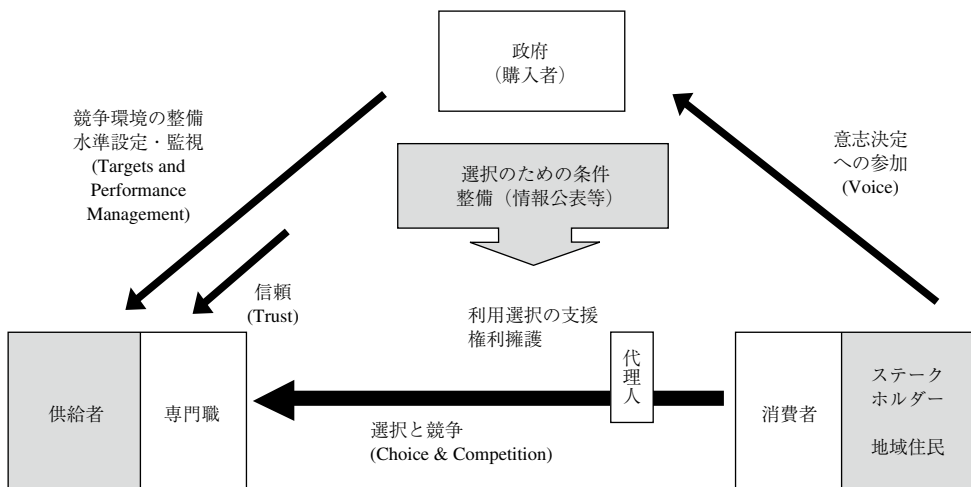 政府
（購入者）
競争環境の整備
水準設定・監視
(Targets and
Performance
Management)
選択のための条件
整備（情報公表等）
意志決定
への参加
(Voice)
信頼
(Trust)
利用選択の支援
権利擁護
代理人
供給者
専門職
選択と競争
(Choice & Competition)
消費者
ステーク
ホルダー
地域住民